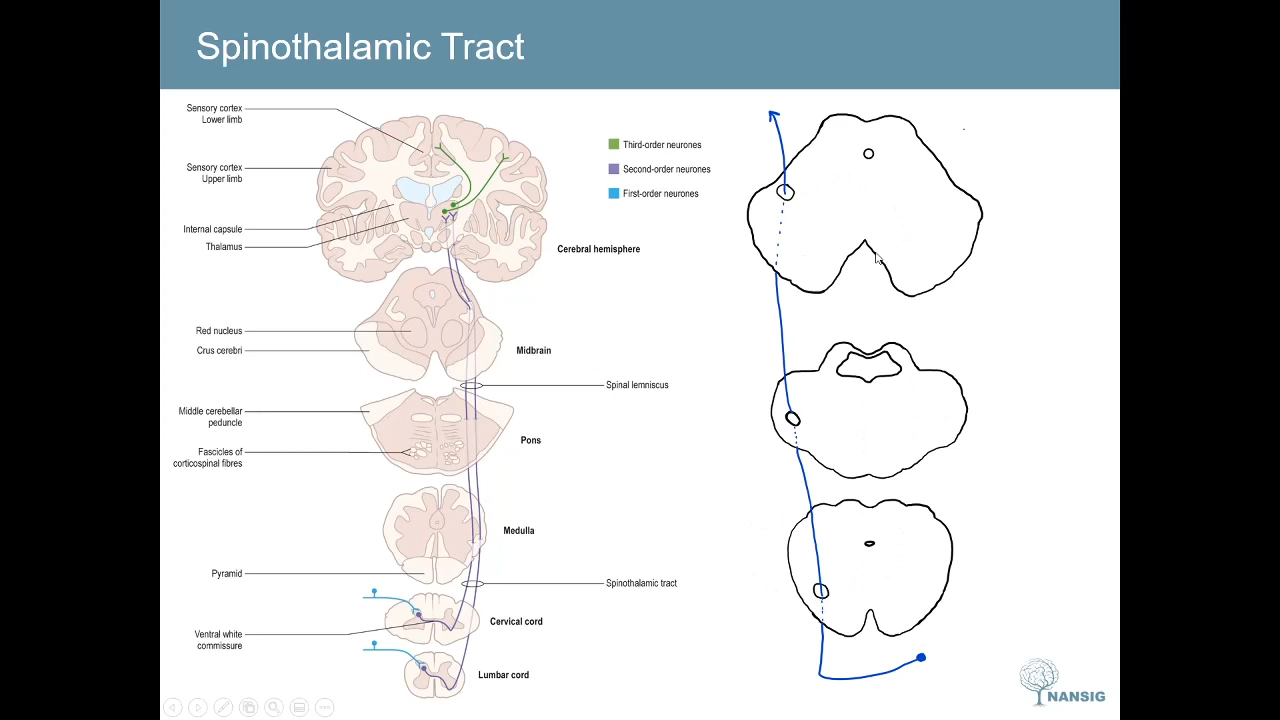 Spinothalamic Tract
Sensory cortex
Lower limb
Sensory cortex
Upper limb
Internal capsule
Thalamus
Third-order neurones
Second-order neurones
First-order neurones
Cerebral hemisphere
Red nucleus
Crus cerebri
Midbrain
Spinal lemniscus
Middle cerebellar
peduncle
Pons
Fascicles of
corticospinal fibres
Medulla
Pyramid
Spinothalamic tract
Cervical cord
Ventral white
commissure
Lumbar cord
NANSIG